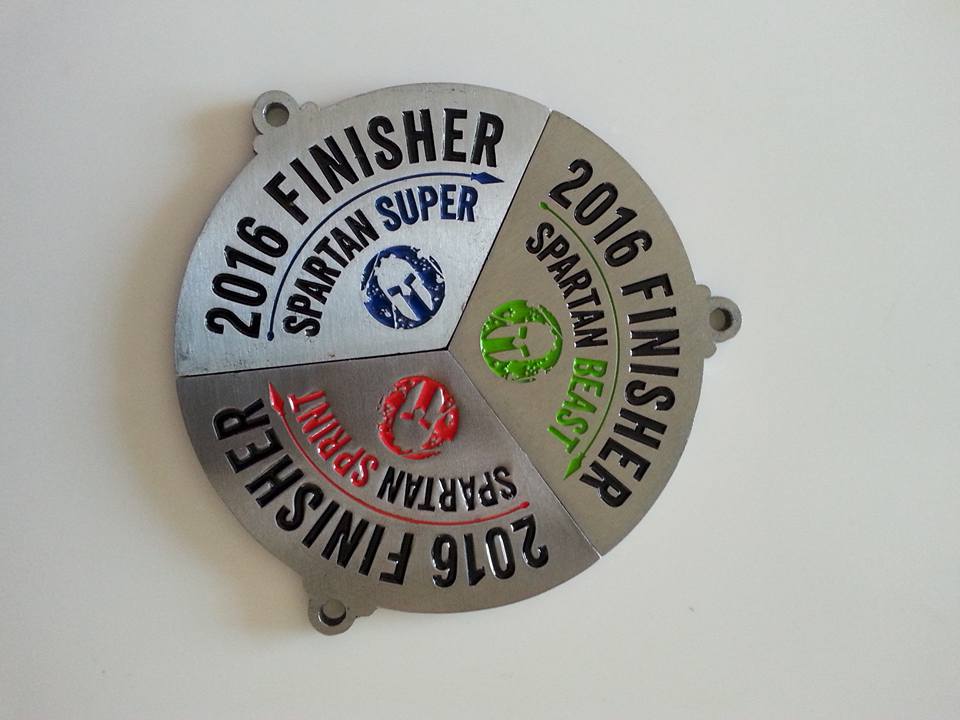 2016 FINISHER
SPARTAN SUPER
2016 FINISHER
SPARTAN BEAST
2016 FINISHER
SPARTAN SPRINT